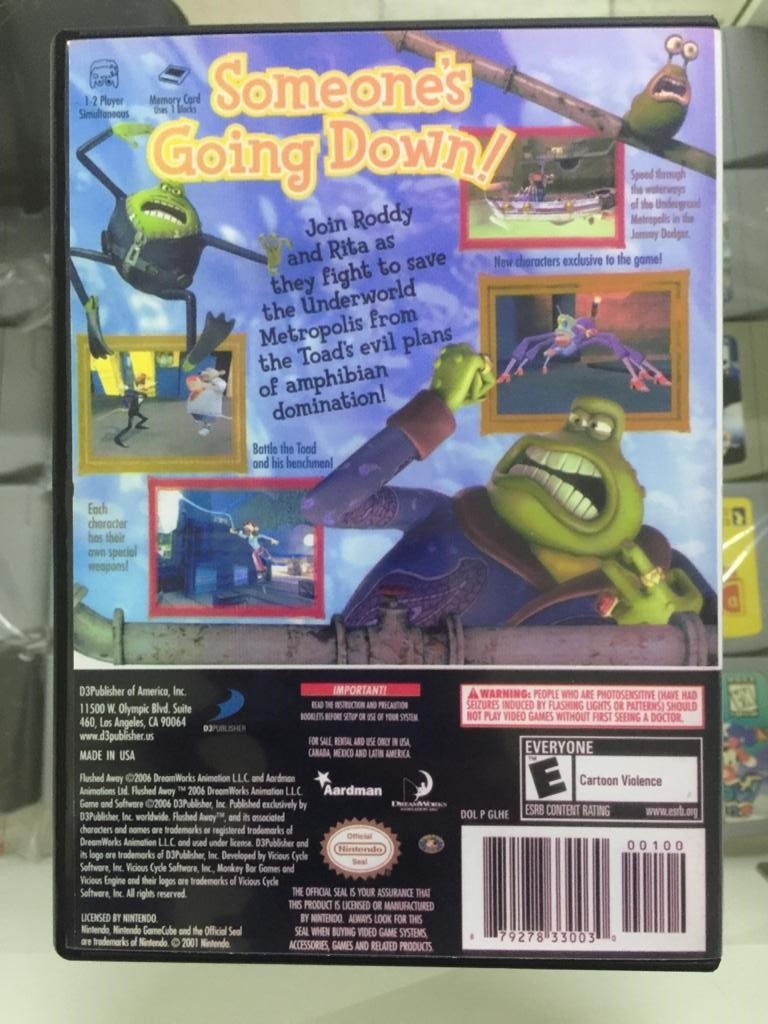 Someone's
Going Down!
1-2 Player
Simultaneous
Memory Card
Uses 1 Blocks
Join Roddy
and Rita as
they fight to save
the Underworld
Metropolis from
the Toad's evil plans
of amphibian
domination!
Speed through
the waterways
of the Underground
Metropolis in the
Jammy Dodger.
New characters exclusive to the game!
Battle the Toad
and his henchmen!
Each
character
has their
own special
weapons!
D3Publisher of America, Inc.
11500 W. Olympic Blvd. Suite
460, Los Angeles, CA 90064
www.d3publisher.us
MADE IN USA
D3PUBLISHER
IMPORTANT!
READ THE INSTRUCTION AND PRECAUTION
BOOKLETS BEFORE SETUP OR USE OF YOUR SYSTEM.
FOR SALE, RENTAL AND USE ONLY IN USA,
CANADA, MEXICO AND LATIN AMERICA.
WARNING: PEOPLE WHO ARE PHOTOSENSITIVE (HAVE HAD
SEIZURES INDUCED BY FLASHING LIGHTS OR PATTERNS) SHOULD
NOT PLAY VIDEO GAMES WITHOUT FIRST SEEING A DOCTOR.
EVERYONE
E
TM
Cartoon Violence
ESRB CONTENT RATING
www.esrb.org
Flushed Away ©2006 DreamWorks Animation L.L.C. and Aardman
Animations Ltd. Flushed Away™ 2006 DreamWorks Animation L.L.C.
Game and Software ©2006 D3Publisher, Inc. Published exclusively by
D3Publisher, Inc. worldwide. Flushed Away™, and its associated
characters and names are trademarks or registered trademarks of
DreamWorks Animation L.L.C. and used under license. D3Publisher and
its logo are trademarks of D3Publisher, Inc. Developed by Vicious Cycle
Software, Inc. Vicious Cycle Software, Inc., Monkey Bar Games and
Vicious Engine and their logos are trademarks of Vicious Cycle
Software, Inc. All rights reserved.
LICENSED BY NINTENDO.
Nintendo, Nintendo GameCube and the Official Seal
are trademarks of Nintendo. © 2001 Nintendo.
Aardman
DREAMWORKS
Official
Nintendo
Seal
THE OFFICIAL SEAL IS YOUR ASSURANCE THAT
THIS PRODUCT IS LICENSED OR MANUFACTURED
BY NINTENDO. ALWAYS LOOK FOR THIS
SEAL WHEN BUYING VIDEO GAME SYSTEMS,
ACCESSORIES, GAMES AND RELATED PRODUCTS.
DOL P GLHE
00100
8 79278 33003 0